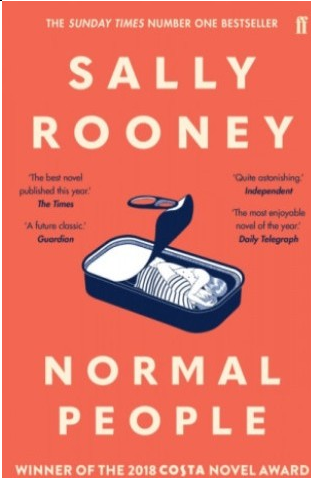 THE SUNDAY TIMES NUMBER ONE BESTSELLER
ff
SALLY
ROONEY
'The best novel
published this year.'
The Times
'A future classic.'
Guardian
'Quite astonishing.'
Independent
'The most enjoyable
novel of the year.'
Daily Telegraph
NORMAL
PEOPLE
WINNER OF THE 2018 COSTA NOVEL AWARD